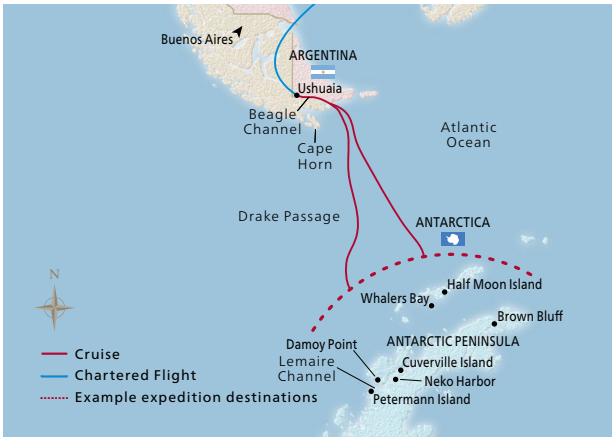 Buenos Aires
ARGENTINA
Ushuaia
Beagle
Channel
Cape
Horn
Atlantic
Ocean
Drake Passage
ANTARCTICA
N
Half Moon Island
Whalers Bay
Brown Bluff
Damoy Point
ANTARCTIC PENINSULA
Lemaire
Channel
Cuverville Island
Neko Harbor
Petermann Island
Cruise
Chartered Flight
Example expedition destinations